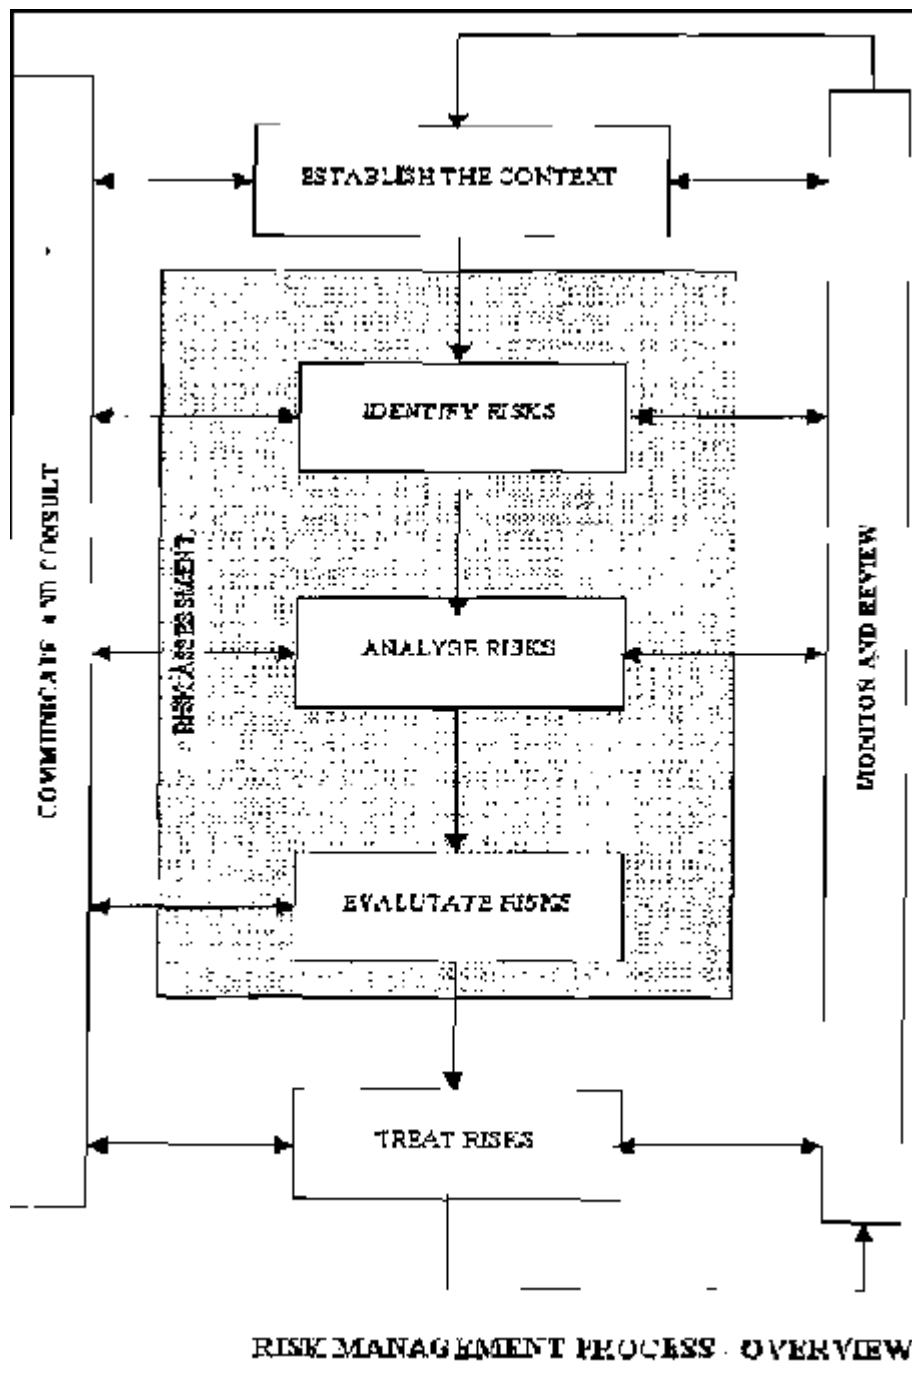 ESTABLISH THE CONTEXT
IDENTIFY RISKS
COMMUNICATE AND CONSULT
RISK ASSESSMENT
MONITOR AND REVIEW
ANALYSE RISKS
EVALUTATE RISKS
TREAT RISKS
RISK MANAGEMENT PROCESS - OVERVIEW